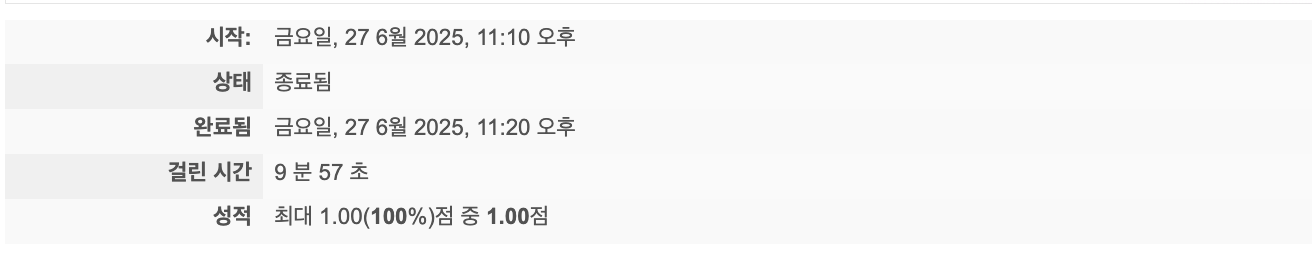 시작: 금요일, 27 6월 2025, 11:10 오후
상태 종료됨
완료됨 금요일, 27 6월 2025, 11:20 오후
걸린 시간 9 분 57 초
성적 최대 1.00(100%)점 중 1.00점